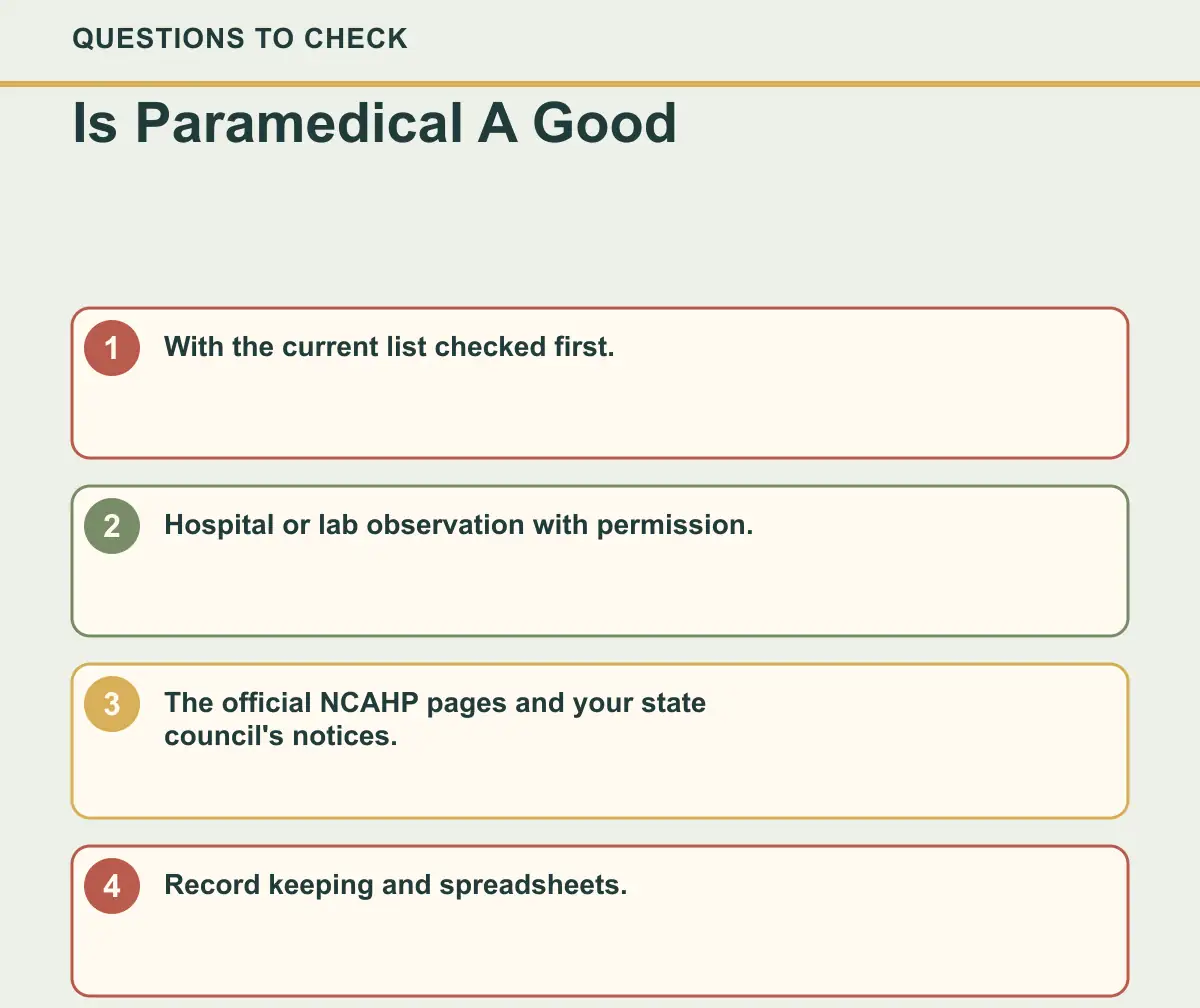 QUESTIONS TO CHECK
Is Paramedical A Good
1
With the current list checked first.
2
Hospital or lab observation with permission.
3
The official NCAHP pages and your state
council's notices.
4
Record keeping and spreadsheets.